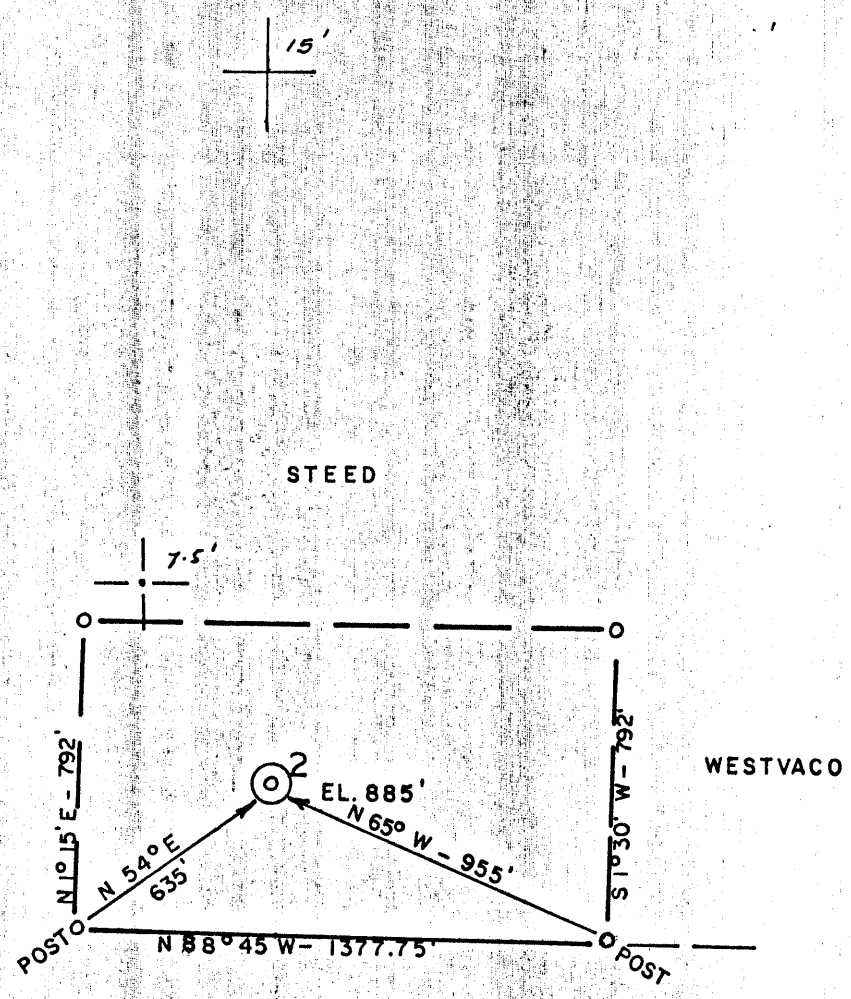 15'
STEED
7.5'
2
EL. 885'
WESTVACO
N 1° 15' E - 792'
N 54° E
635'
N 65° W - 955'
S 1° 30' W - 792'
POST
N 88° 45' W - 1377.75'
POST